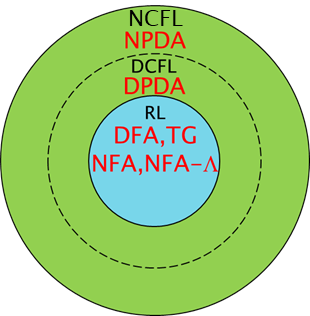 NCFL
NPDA
DCFL
DPDA
RL
DFA,TG
NFA,NFA-Λ